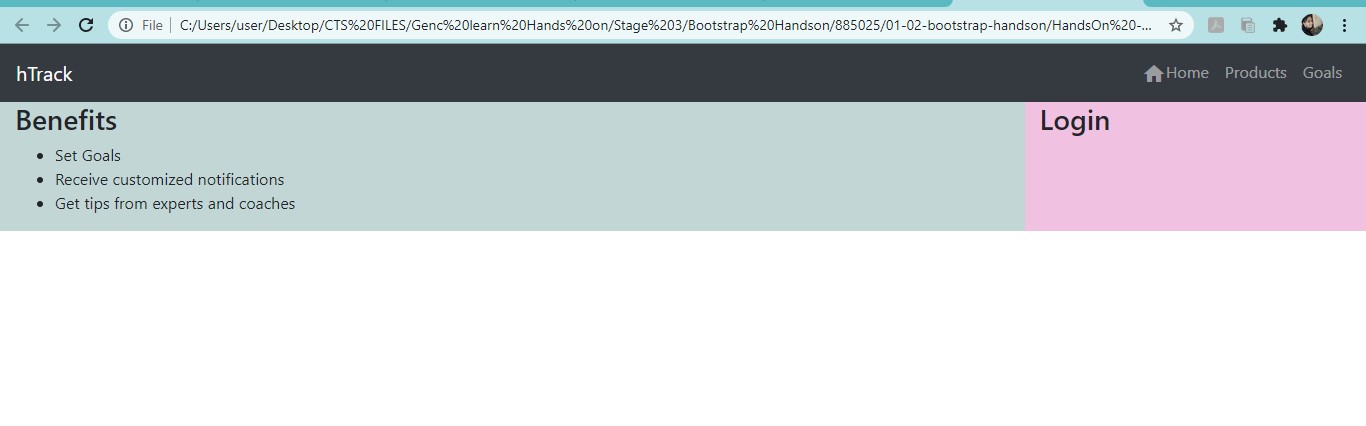 File C:/Users/user/Desktop/CTS%20FILES/Genc%20learn%20Hands%20on/Stage%203/Bootstrap%20Handson/885025/01-02-bootstrap-handson/HandsOn%20-...
hTrack Home Products Goals
Benefits Login
Set Goals
Receive customized notifications
Get tips from experts and coaches